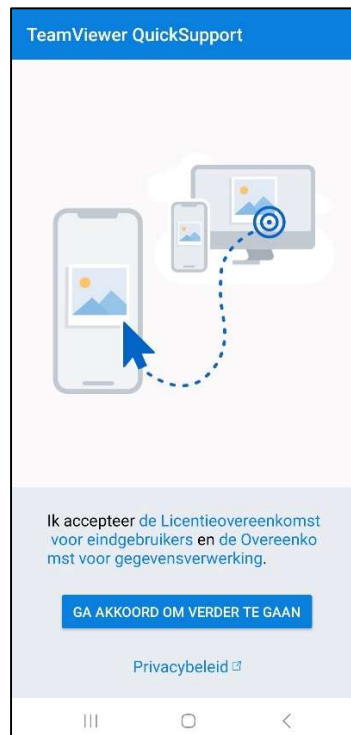 TeamViewer QuickSupport
Ik accepteer de Licentieovereenkomst
voor eindgebruikers en de Overeenko
mst voor gegevensverwerking.
GA AKKOORD OM VERDER TE GAAN
Privacybeleid